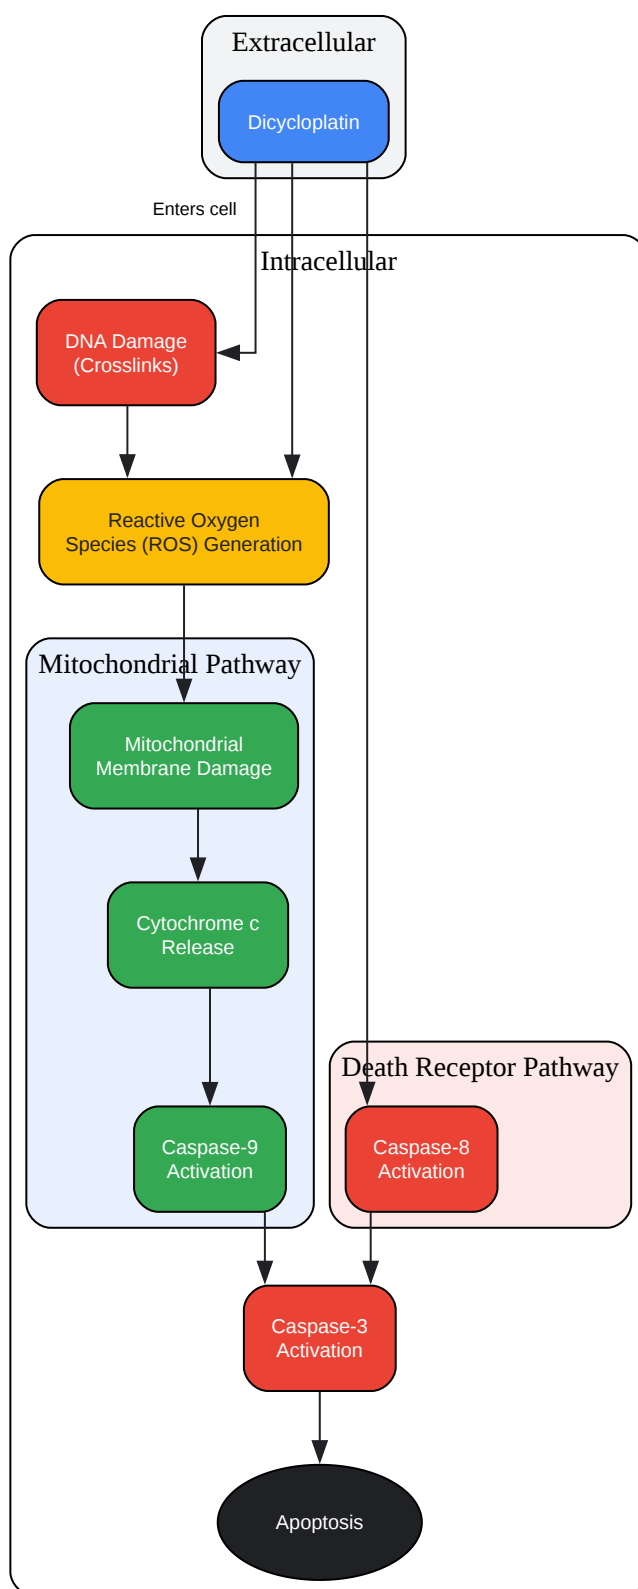 Extracellular
Dicycloplatin
Enters cell
Intracellular
DNA Damage
(Crosslinks)
Reactive Oxygen
Species (ROS) Generation
Mitochondrial Pathway
Mitochondrial
Membrane Damage
Cytochrome c
Release
Death Receptor Pathway
Caspase-9
Activation
Caspase-8
Activation
Caspase-3
Activation
Apoptosis